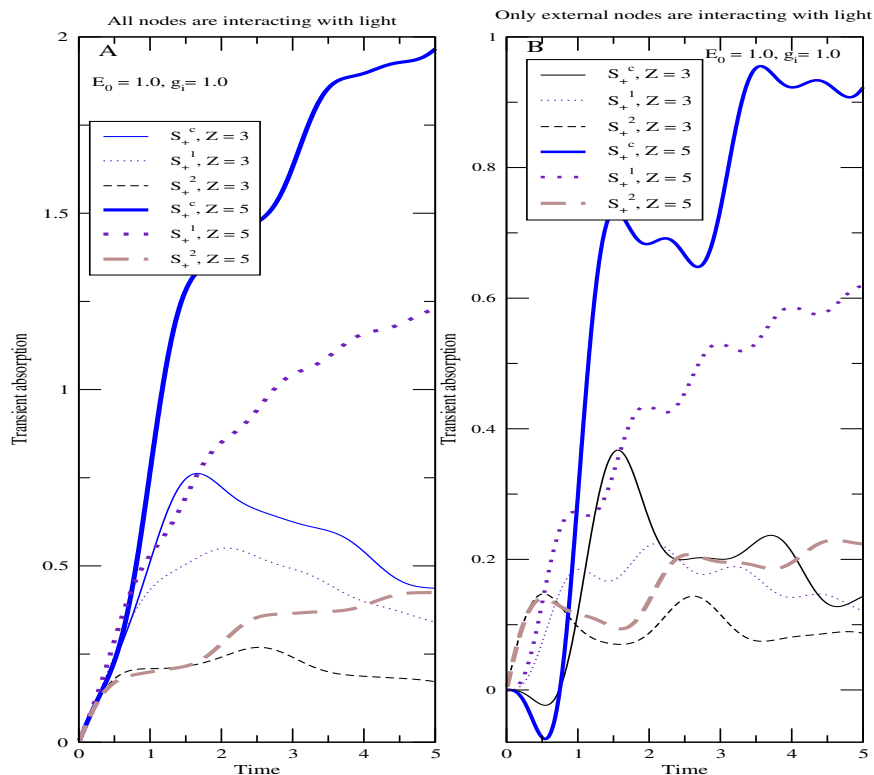 All nodes are interacting with light
A
E₀ = 1.0, gᵢ= 1.0
S₊ᶜ, Z = 3
S₊¹, Z = 3
S₊², Z = 3
S₊ᶜ, Z = 5
S₊¹, Z = 5
S₊², Z = 5
Transient absorption
2
1.5
1
0.5
0
0 1 2 3 4 5
Time
Only external nodes are interacting with light
B
E₀ = 1.0, gᵢ= 1.0
S₊ᶜ, Z = 3
S₊¹, Z = 3
S₊², Z = 3
S₊ᶜ, Z = 5
S₊¹, Z = 5
S₊², Z = 5
Transient absorption
1
0.8
0.6
0.4
0.2
0
0 1 2 3 4 5
Time